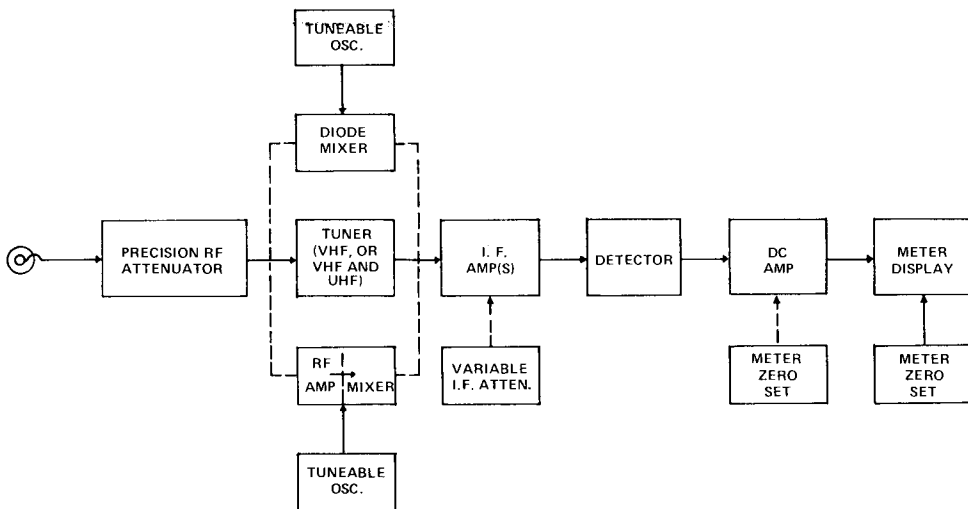 TUNEABLE
OSC.
DIODE
MIXER
PRECISION RF
ATTENUATOR
TUNER
(VHF, OR
VHF AND
UHF)
I. F.
AMP(S)
DETECTOR
DC
AMP
METER
DISPLAY
RF
AMP MIXER
VARIABLE
I.F. ATTEN.
METER
ZERO
SET
METER
ZERO
SET
TUNEABLE
OSC.